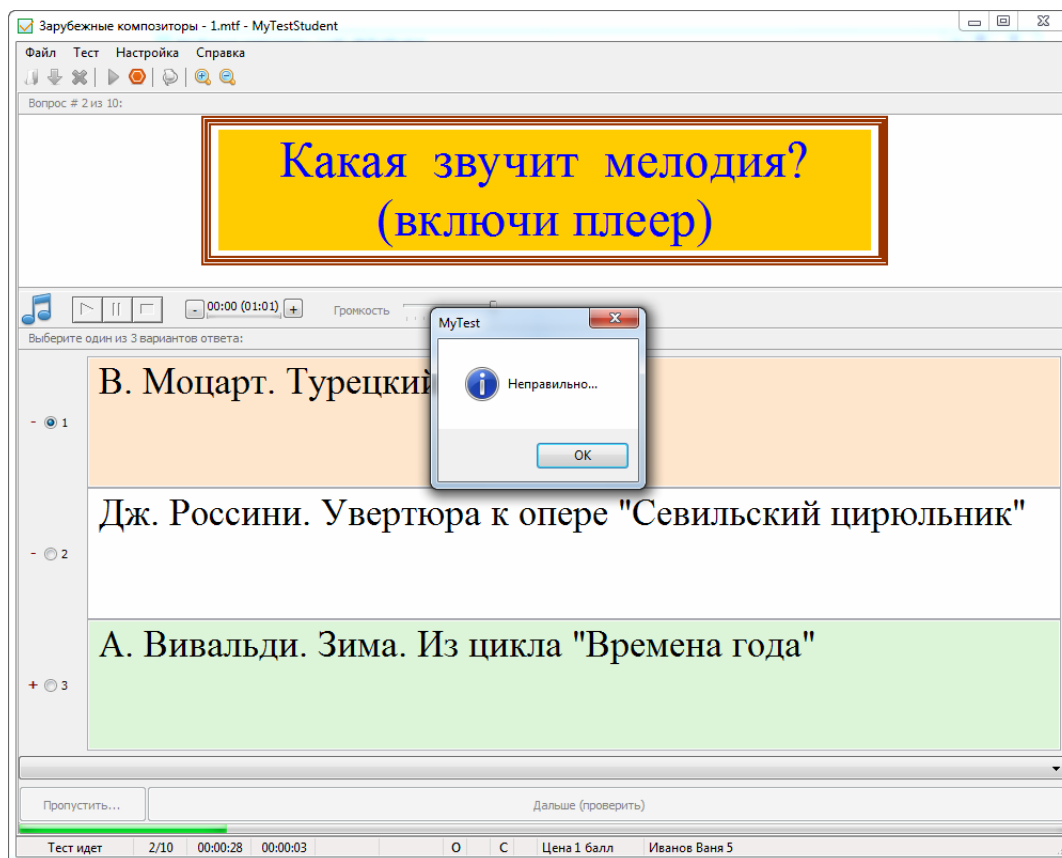 Зарубежные композиторы - 1.mtf - MyTestStudent
Файл Тест Настройка Справка
Вопрос # 2 из 10:
Какая звучит мелодия?
(включи плеер)
- 00:00 (01:01) + Громкость
Выберите один из 3 вариантов ответа:
MyTest
Неправильно...
OK
В. Моцарт. Турецкий
- 1
Дж. Россини. Увертюра к опере "Севильский цирюльник"
- 2
А. Вивальди. Зима. Из цикла "Времена года"
+ 3
Пропустить... Дальше (проверить)
Тест идет 2/10 00:00:28 00:00:03 О С Цена 1 балл Иванов Ваня 5